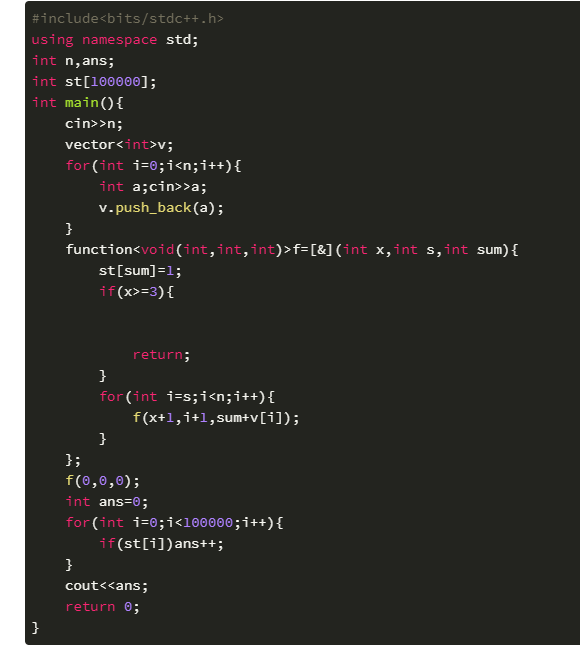 #include<bits/stdc++.h>
using namespace std;
int n,ans;
int st[100000];
int main(){
    cin>>n;
    vector<int>v;
    for(int i=0;i<n;i++){
        int a;cin>>a;
        v.push_back(a);
    }
    function<void(int,int,int)>f=[&](int x,int s,int sum){
        st[sum]=1;
        if(x>=3){
            return;
        }
        for(int i=s;i<n;i++){
            f(x+1,i+1,sum+v[i]);
        }
    };
    f(0,0,0);
    int ans=0;
    for(int i=0;i<100000;i++){
        if(st[i])ans++;
    }
    cout<<ans;
    return 0;
}